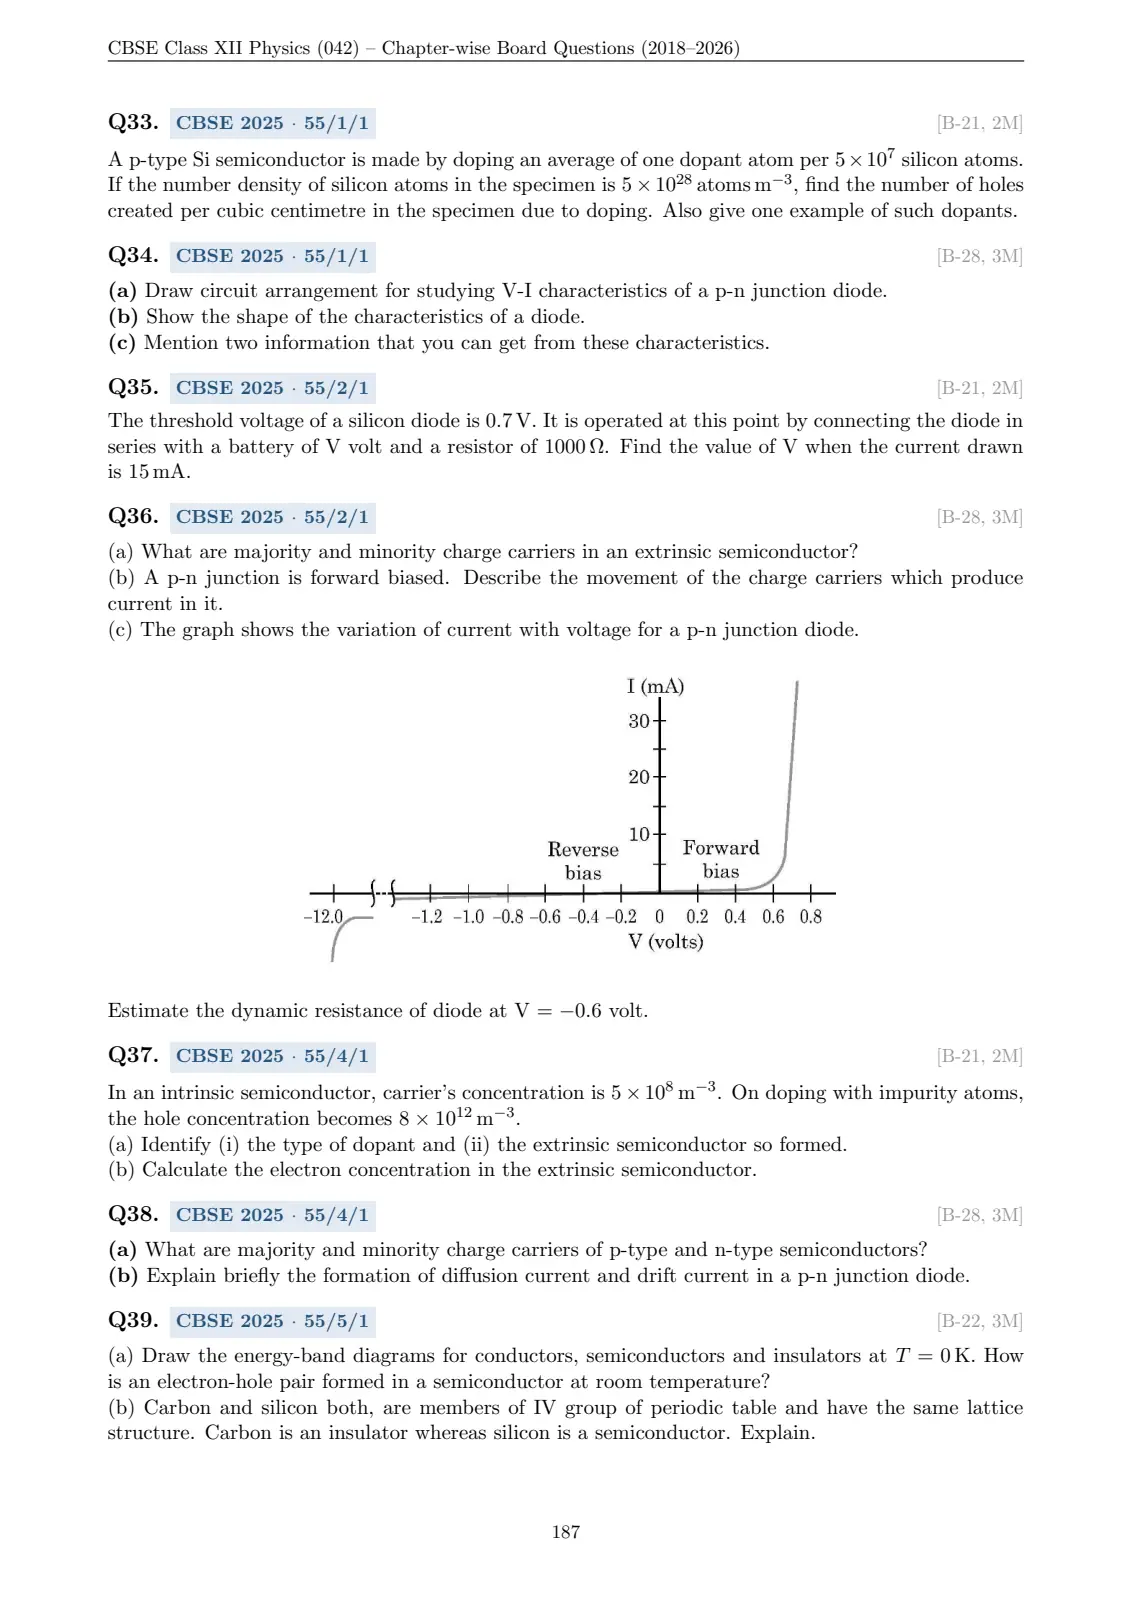 CBSE Class XII Physics (042) – Chapter-wise Board Questions (2018–2026)
Q33. CBSE 2025 · 55/1/1 [B-21, 2M]
A p-type Si semiconductor is made by doping an average of one dopant atom per 5 × 10⁷ silicon atoms.
If the number density of silicon atoms in the specimen is 5 × 10²⁸ atoms m⁻³, find the number of holes
created per cubic centimetre in the specimen due to doping. Also give one example of such dopants.
Q34. CBSE 2025 · 55/1/1 [B-28, 3M]
(a) Draw circuit arrangement for studying V-I characteristics of a p-n junction diode.
(b) Show the shape of the characteristics of a diode.
(c) Mention two information that you can get from these characteristics.
Q35. CBSE 2025 · 55/2/1 [B-21, 2M]
The threshold voltage of a silicon diode is 0.7 V. It is operated at this point by connecting the diode in
series with a battery of V volt and a resistor of 1000 Ω. Find the value of V when the current drawn
is 15 mA.
Q36. CBSE 2025 · 55/2/1 [B-28, 3M]
(a) What are majority and minority charge carriers in an extrinsic semiconductor?
(b) A p-n junction is forward biased. Describe the movement of the charge carriers which produce
current in it.
(c) The graph shows the variation of current with voltage for a p-n junction diode.
I (mA)
30
20
10
Reverse Forward
bias bias
–12.0 –1.2 –1.0 –0.8 –0.6 –0.4 –0.2 0 0.2 0.4 0.6 0.8
V (volts)
Estimate the dynamic resistance of diode at V = −0.6 volt.
Q37. CBSE 2025 · 55/4/1 [B-21, 2M]
In an intrinsic semiconductor, carrier's concentration is 5 × 10⁸ m⁻³. On doping with impurity atoms,
the hole concentration becomes 8 × 10¹² m⁻³.
(a) Identify (i) the type of dopant and (ii) the extrinsic semiconductor so formed.
(b) Calculate the electron concentration in the extrinsic semiconductor.
Q38. CBSE 2025 · 55/4/1 [B-28, 3M]
(a) What are majority and minority charge carriers of p-type and n-type semiconductors?
(b) Explain briefly the formation of diffusion current and drift current in a p-n junction diode.
Q39. CBSE 2025 · 55/5/1 [B-22, 3M]
(a) Draw the energy-band diagrams for conductors, semiconductors and insulators at T = 0 K. How
is an electron-hole pair formed in a semiconductor at room temperature?
(b) Carbon and silicon both, are members of IV group of periodic table and have the same lattice
structure. Carbon is an insulator whereas silicon is a semiconductor. Explain.
187